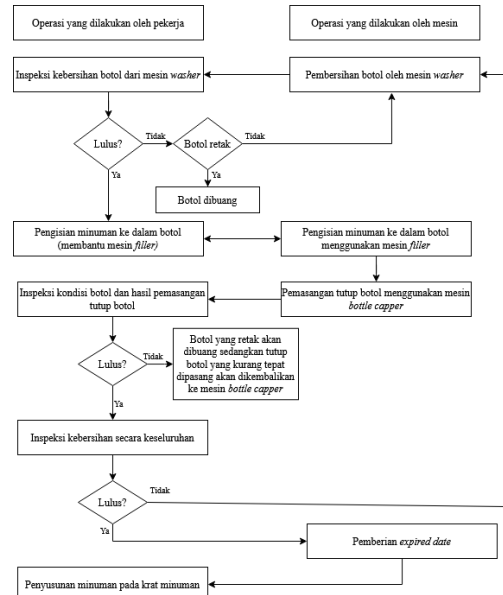 Operasi yang dilakukan oleh pekerja
Operasi yang dilakukan oleh mesin
Inspeksi kebersihan botol dari mesin washer
Pembersihan botol oleh mesin washer
Lulus?
Tidak
Botol retak
Tidak
Ya
Ya
Botol dibuang
Pengisian minuman ke dalam botol
(membantu mesin filler)
Pengisian minuman ke dalam botol
menggunakan mesin filler
Inspeksi kondisi botol dan hasil pemasangan
tutup botol
Pemasangan tutup botol menggunakan mesin
bottle capper
Lulus?
Tidak
Botol yang retak akan
dibuang sedangkan tutup
botol yang kurang tepat
dipasang akan dikembalikan
ke mesin bottle capper
Ya
Inspeksi kebersihan secara keseluruhan
Lulus?
Tidak
Ya
Pemberian expired date
Penyusunan minuman pada krat minuman